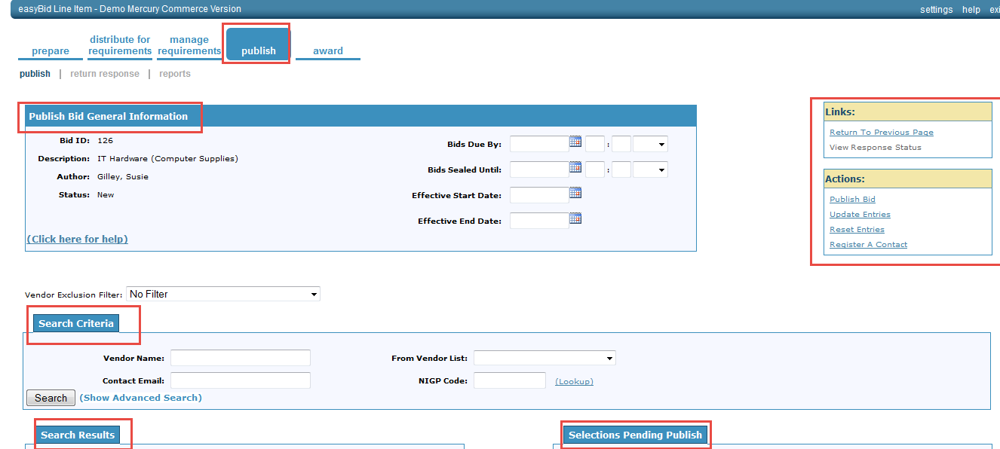 easyBid Line Item - Demo Mercury Commerce Version
settings help
prepare
distribute for requirements
manage requirements
publish
award
publish | return response | reports
Publish Bid General Information
Bid ID: 126
Description: IT Hardware (Computer Supplies)
Author: Gilley, Susie
Status: New
(Click here for help)
Bids Due By: :
Bids Sealed Until: :
Effective Start Date:
Effective End Date:
Links:
Return To Previous Page
View Response Status
Actions:
Publish Bid
Update Entries
Reset Entries
Register A Contact
Vendor Exclusion Filter: No Filter
Search Criteria
Vendor Name:
From Vendor List:
Contact Email:
NIGP Code: (Lookup)
Search (Show Advanced Search)
Search Results
Selections Pending Publish